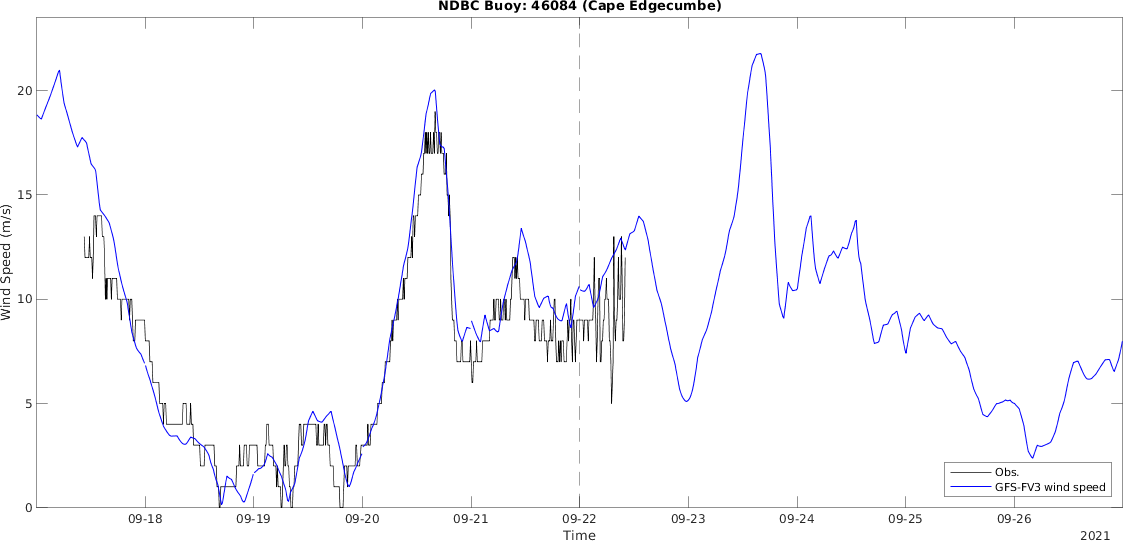 NDBC Buoy: 46084 (Cape Edgecumbe)
Wind Speed (m/s)
20
15
10
5
0
09-18 09-19 09-20 09-21 09-22 09-23 09-24 09-25 09-26
Time
2021
Obs.
GFS-FV3 wind speed